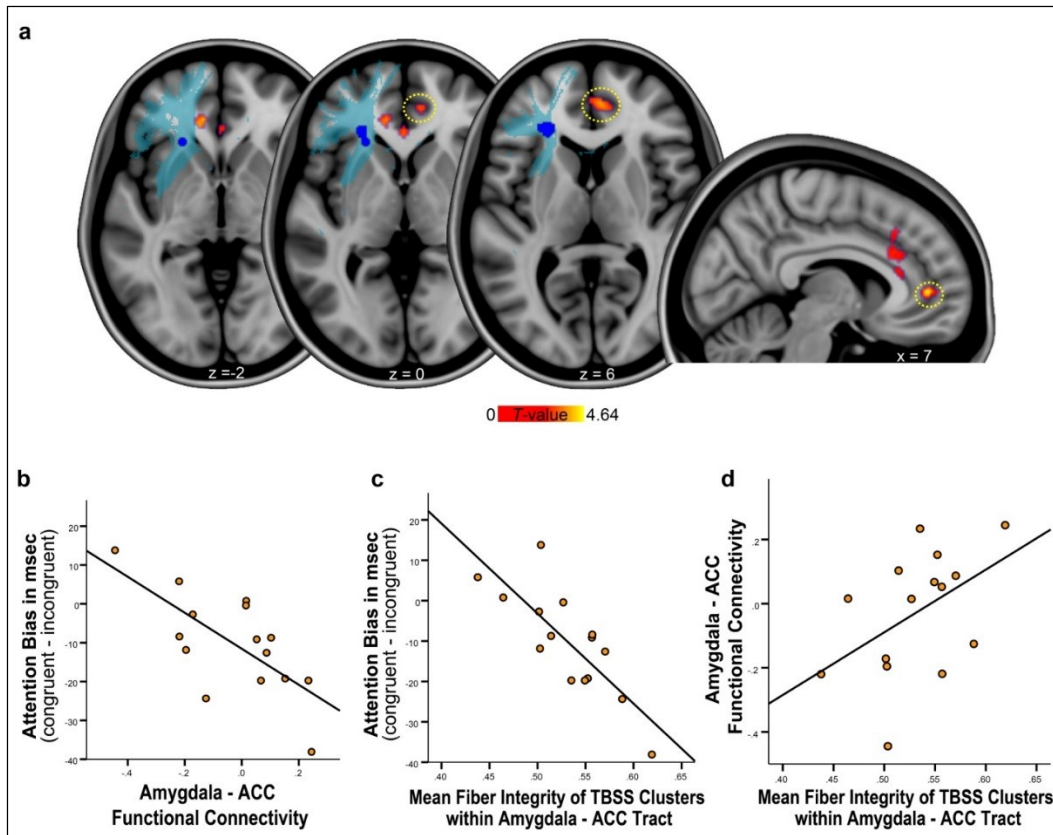 a
z = -2
z = 0
z = 6
x = 7
0 T-value 4.64
b
Attention Bias in msec
(congruent - incongruent)
20
10
0
-10
-20
-30
-40
-.4
-.2
.0
.2
Amygdala - ACC
Functional Connectivity
c
Attention Bias in msec
(congruent - incongruent)
20
10
0
-10
-20
-30
-40
.40
.45
.50
.55
.60
.65
Mean Fiber Integrity of TBSS Clusters
within Amygdala - ACC Tract
d
Amygdala - ACC
Functional Connectivity
.2
.0
-.2
-.4
.40
.45
.50
.55
.60
.65
Mean Fiber Integrity of TBSS Clusters
within Amygdala - ACC Tract